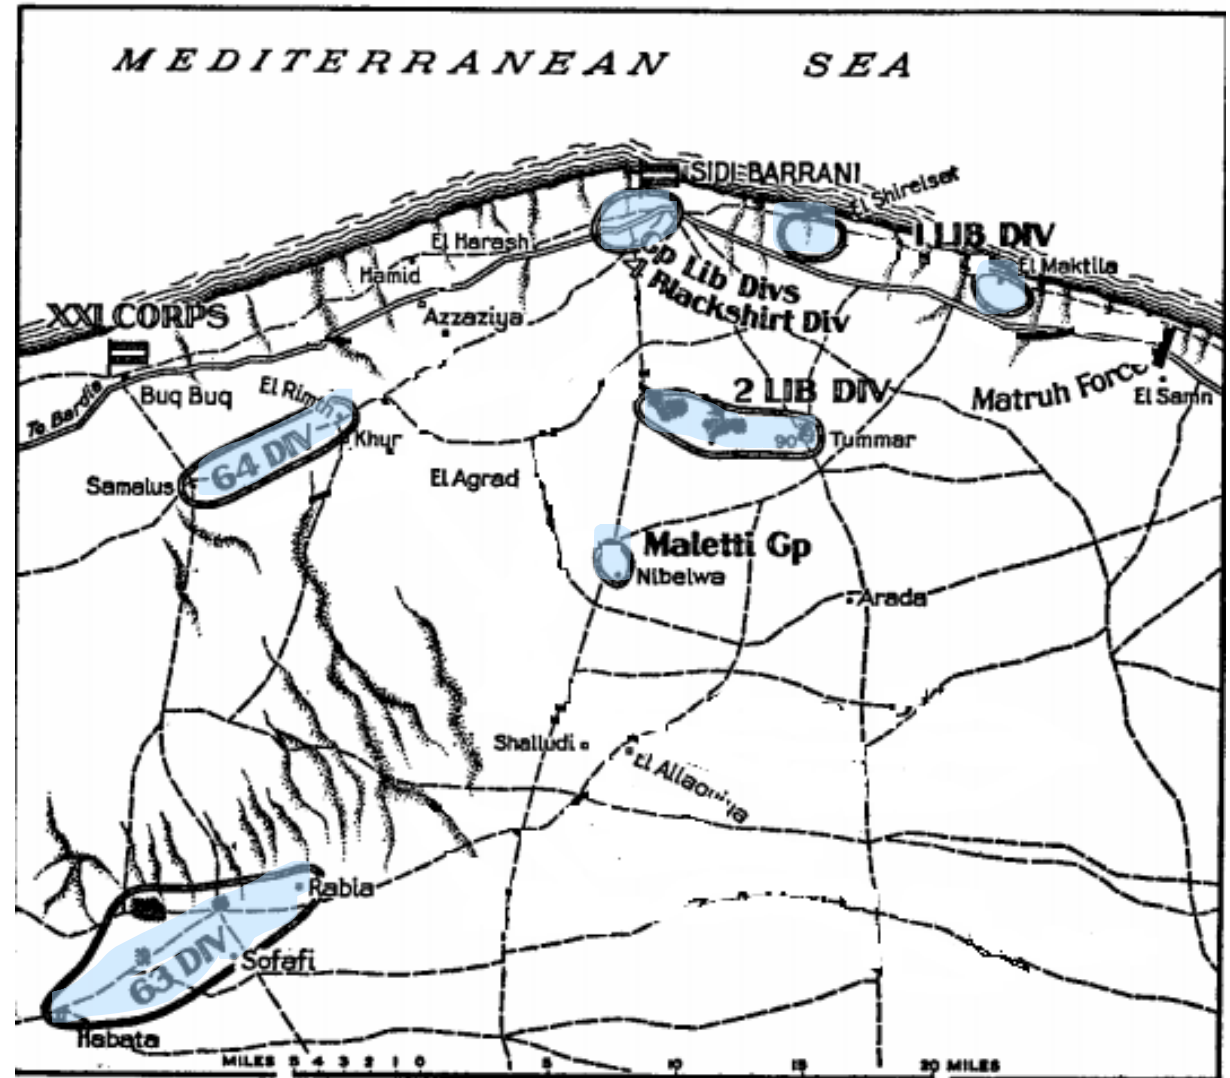 MEDITERRANEAN SEA
SIDI BARRANI
El Shireisat
1 LIB DIV
El Maktila
El Harash
Hamid
Gp Lib Divs
4 Blackshirt Div
Azzaziya
XXI CORPS
Matruh Force
El Samn
To Bardia
Buq Buq
El Rimth
2 LIB DIV
64 DIV
Khur
90
Tummar
Samalus
El Agrad
Maletti Gp
Nibeiwa
Arada
Shalludi
El
Rabia
63 DIV
Sofafi
Habata
MILES 5 4 3 2 1 0 5 10 15 20 MILES